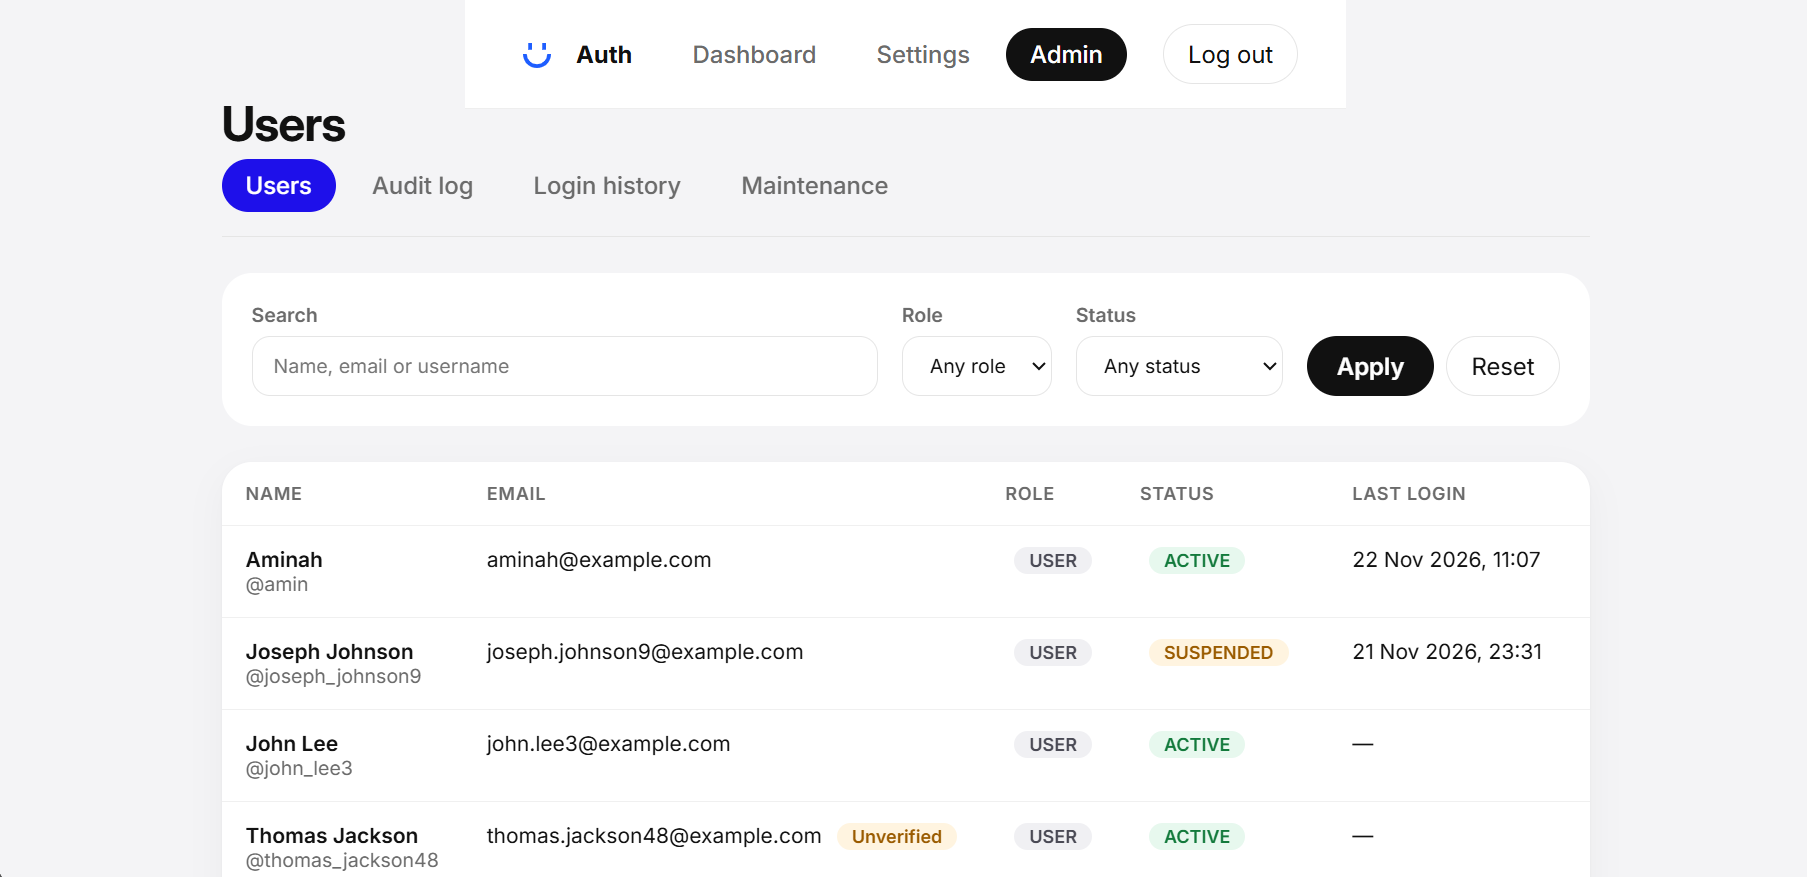 Auth Dashboard Settings Admin Log out
Users
Users Audit log Login history Maintenance
Search Role Status
Name, email or username Any role Any status Apply Reset
NAME EMAIL ROLE STATUS LAST LOGIN
Aminah aminah@example.com USER ACTIVE 22 Nov 2026, 11:07
@amin
Joseph Johnson joseph.johnson9@example.com USER SUSPENDED 21 Nov 2026, 23:31
@joseph_johnson9
John Lee john.lee3@example.com USER ACTIVE —
@john_lee3
Thomas Jackson thomas.jackson48@example.com Unverified USER ACTIVE —
@thomas_jackson48